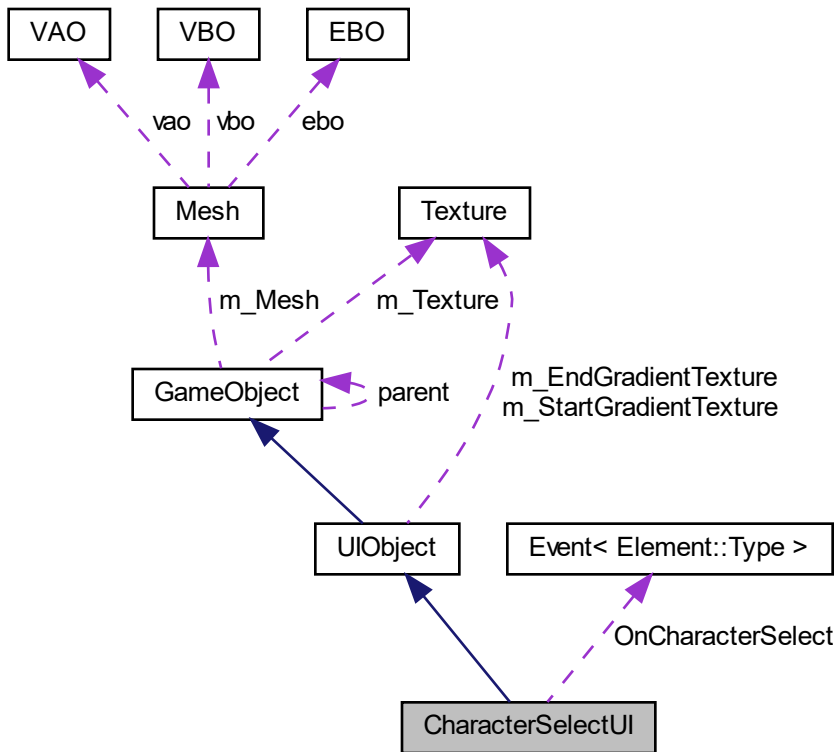 VAO
VBO
EBO
vao
vbo
ebo
Mesh
Texture
m_Mesh
m_Texture
GameObject
parent
m_EndGradientTexture
m_StartGradientTexture
UIObject
Event< Element::Type >
OnCharacterSelect
CharacterSelectUI